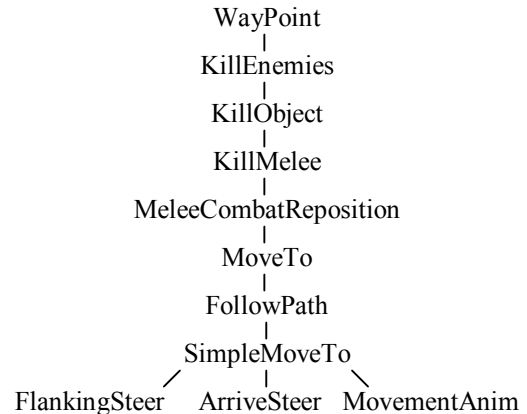 WayPoint
KillEnemies
KillObject
KillMelee
MeleeCombatReposition
MoveTo
FollowPath
SimpleMoveTo
FlankingSteer ArriveSteer MovementAnim